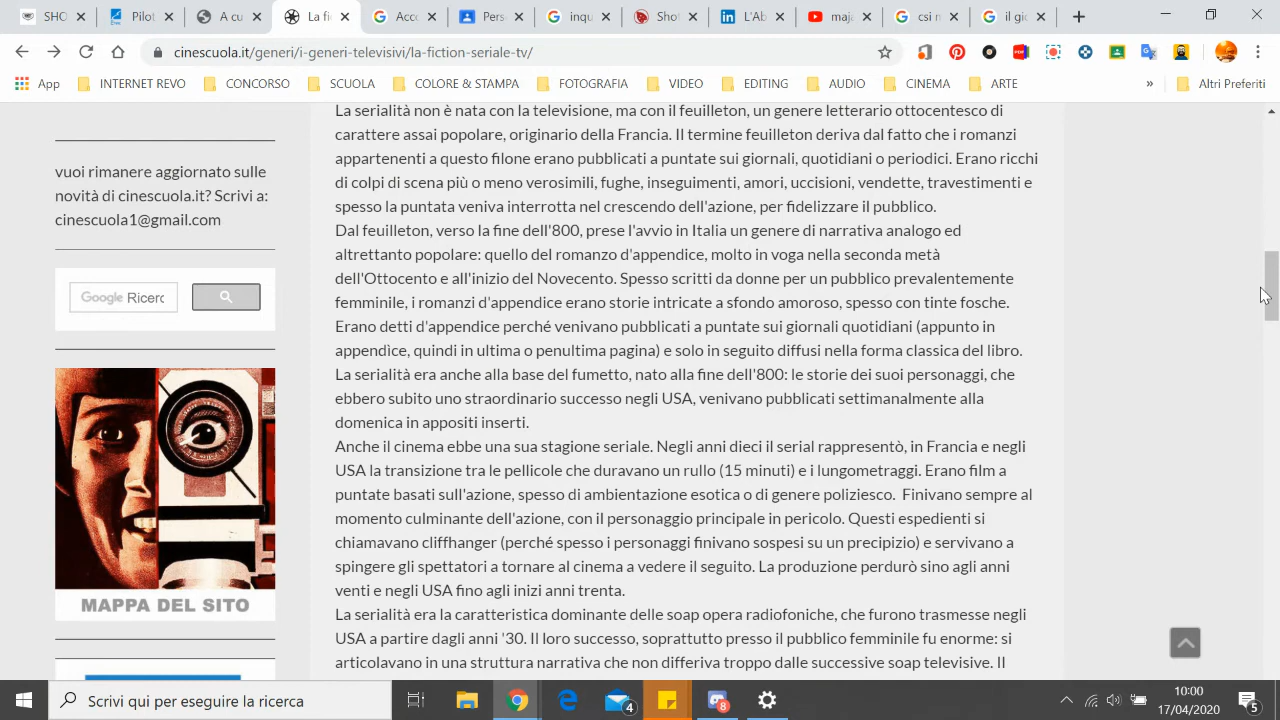 SHO
Pilot
A cu
La fi
Acco
Pers
inqu
Shot
L'Ab
maja
csi n
il gio
cinescuola.it/generi/i-generi-televisivi/la-fiction-seriale-tv/
App
INTERNET REVO
CONCORSO
SCUOLA
COLORE & STAMPA
FOTOGRAFIA
VIDEO
EDITING
AUDIO
CINEMA
ARTE
»
Altri Preferiti
vuoi rimanere aggiornato sulle
novità di cinescuola.it? Scrivi a:
cinescuola1@gmail.com
Google Ricerc
MAPPA DEL SITO
La serialità non è nata con la televisione, ma con il feuilleton, un genere letterario ottocentesco di
carattere assai popolare, originario della Francia. Il termine feuilleton deriva dal fatto che i romanzi
appartenenti a questo filone erano pubblicati a puntate sui giornali, quotidiani o periodici. Erano ricchi
di colpi di scena più o meno verosimili, fughe, inseguimenti, amori, uccisioni, vendette, travestimenti e
spesso la puntata veniva interrotta nel crescendo dell'azione, per fidelizzare il pubblico.
Dal feuilleton, verso la fine dell'800, prese l'avvio in Italia un genere di narrativa analogo ed
altrettanto popolare: quello del romanzo d'appendice, molto in voga nella seconda metà
dell'Ottocento e all'inizio del Novecento. Spesso scritti da donne per un pubblico prevalentemente
femminile, i romanzi d'appendice erano storie intricate a sfondo amoroso, spesso con tinte fosche.
Erano detti d'appendice perché venivano pubblicati a puntate sui giornali quotidiani (appunto in
appendice, quindi in ultima o penultima pagina) e solo in seguito diffusi nella forma classica del libro.
La serialità era anche alla base del fumetto, nato alla fine dell'800: le storie dei suoi personaggi, che
ebbero subito uno straordinario successo negli USA, venivano pubblicati settimanalmente alla
domenica in appositi inserti.
Anche il cinema ebbe una sua stagione seriale. Negli anni dieci il serial rappresentò, in Francia e negli
USA la transizione tra le pellicole che duravano un rullo (15 minuti) e i lungometraggi. Erano film a
puntate basati sull'azione, spesso di ambientazione esotica o di genere poliziesco.  Finivano sempre al
momento culminante dell'azione, con il personaggio principale in pericolo. Questi espedienti si
chiamavano cliffhanger (perché spesso i personaggi finivano sospesi su un precipizio) e servivano a
spingere gli spettatori a tornare al cinema a vedere il seguito. La produzione perdurò sino agli anni
venti e negli USA fino agli inizi anni trenta.
La serialità era la caratteristica dominante delle soap opera radiofoniche, che furono trasmesse negli
USA a partire dagli anni '30. Il loro successo, soprattutto presso il pubblico femminile fu enorme: si
articolavano in una struttura narrativa che non differiva troppo dalle successive soap televisive. Il
Scrivi qui per eseguire la ricerca
4
8
10:00
17/04/2020
5